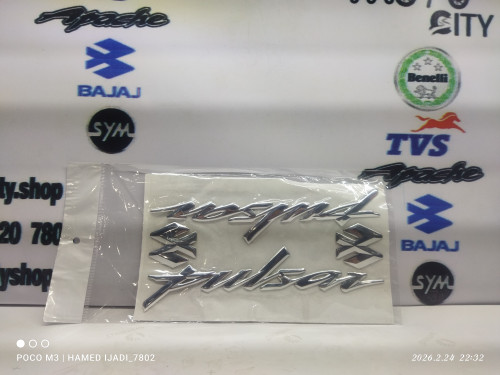 Apache
CITY
BAJAJ
Benelli
SYM
TVS
Apache
ty.shop
20 780
yshop
pulsar
pulsar
BAJAJ
SYM
POCO M3 | HAMED IJADI_7802
2026.2.24 22:32